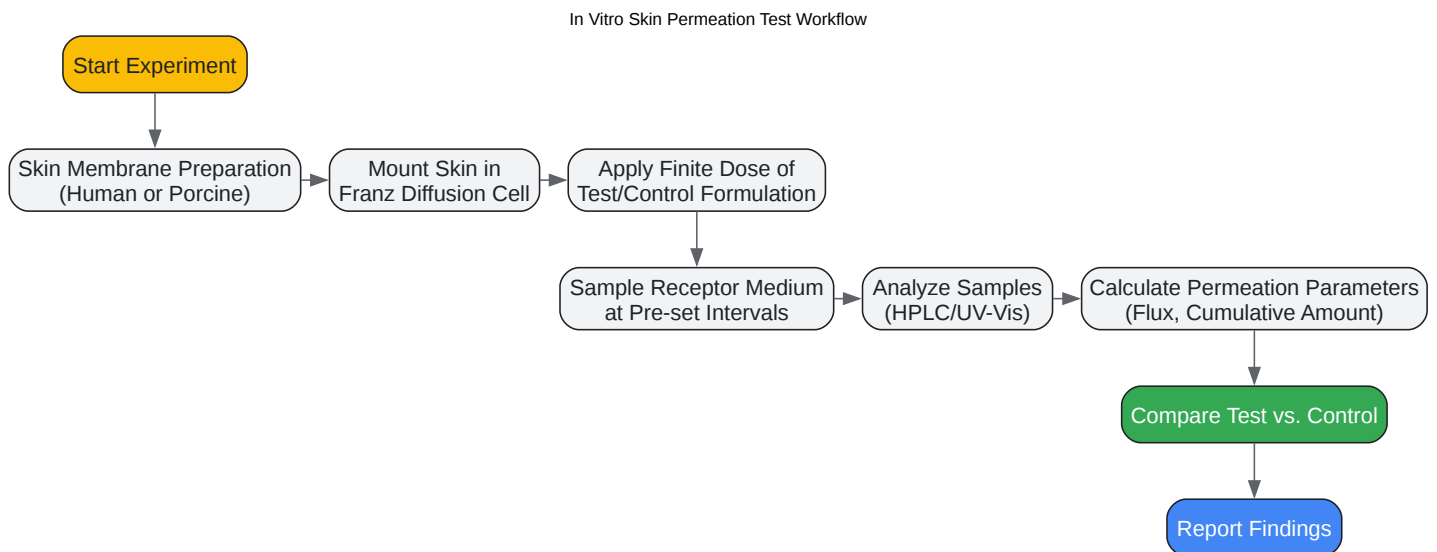 In Vitro Skin Permeation Test Workflow
Start Experiment
Skin Membrane Preparation
(Human or Porcine)
Mount Skin in
Franz Diffusion Cell
Apply Finite Dose of
Test/Control Formulation
Sample Receptor Medium
at Pre-set Intervals
Analyze Samples
(HPLC/UV-Vis)
Calculate Permeation Parameters
(Flux, Cumulative Amount)
Compare Test vs. Control
Report Findings